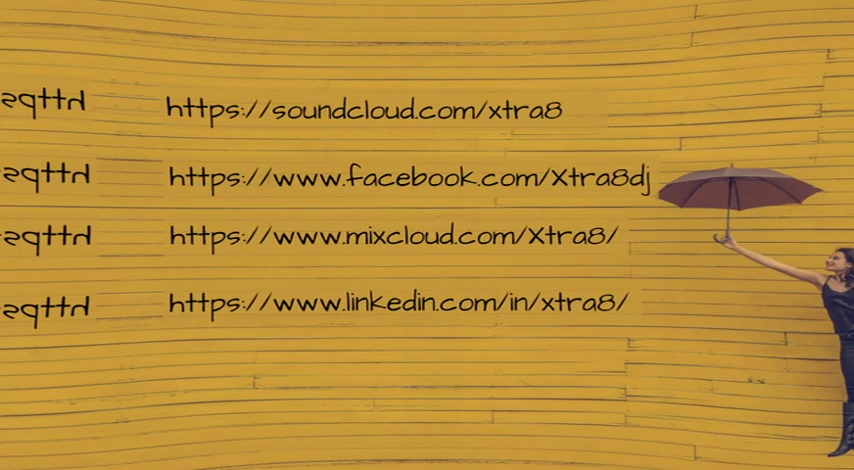 https://soundcloud.com/xtra8
https://www.facebook.com/Xtra8dj
https://www.mixcloud.com/Xtra8/
https://www.linkedin.com/in/xtra8/